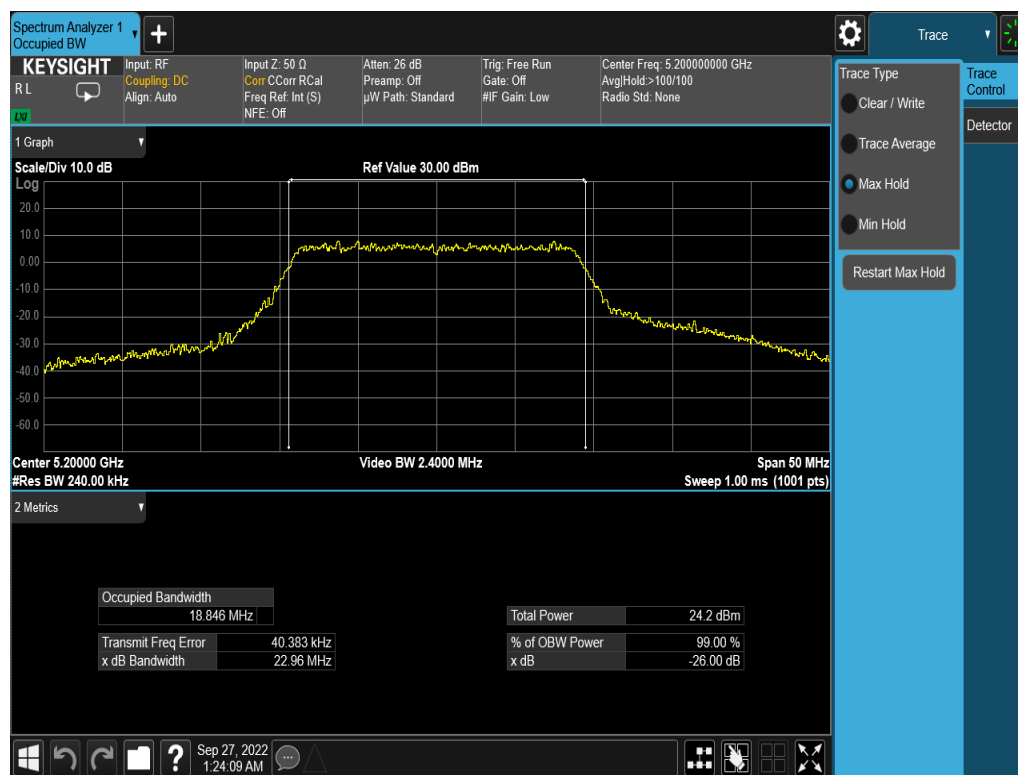 Spectrum Analyzer 1
Occupied BW
+
Trace
KEYSIGHT
R L
LXI
Input: RF
Coupling: DC
Align: Auto
Input Z: 50 Ω
Corr CCorr RCal
Freq Ref: Int (S)
NFE: Off
Atten: 26 dB
Preamp: Off
µW Path: Standard
Trig: Free Run
Gate: Off
#IF Gain: Low
Center Freq: 5.200000000 GHz
Avg|Hold:>100/100
Radio Std: None
Trace Type
Clear / Write
Trace Average
Max Hold
Min Hold
Restart Max Hold
Trace
Control
Detector
1 Graph
Scale/Div 10.0 dB
Ref Value 30.00 dBm
Log
20.0
10.0
0.00
-10.0
-20.0
-30.0
-40.0
-50.0
-60.0
Center 5.20000 GHz
Video BW 2.4000 MHz
Span 50 MHz
#Res BW 240.00 kHz
Sweep 1.00 ms (1001 pts)
2 Metrics
Occupied Bandwidth
18.846 MHz
Total Power 24.2 dBm
Transmit Freq Error 40.383 kHz
% of OBW Power 99.00 %
x dB Bandwidth 22.96 MHz
x dB -26.00 dB
?
Sep 27, 2022
1:24:09 AM